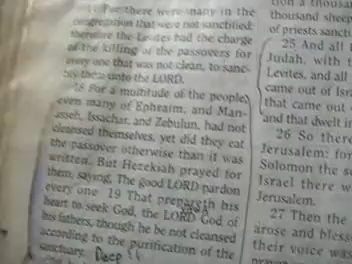 17 For there were many in the
congregation that were not sanctified:
therefore the Levites had the charge
of the killing of the passovers for
every one that was not clean, to sanc-
tify them unto the LORD.
18 For a multitude of the people,
even many of Ephraim, and Man-
asseh, Issachar, and Zebulun, had not
cleansed themselves, yet did they eat
the passover otherwise than it was
written. But Hezekiah prayed for
them, saying, The good LORD pardon
every one 19 That prepareth his
heart to seek God, the LORD God of
his fathers, though he be not cleansed
according to the purification of the
sanctuary. Deep !!
tion a thousan
thousand sheep
of priests sancti
25 And all t
Judah, with t
Levites, and all
came out of Isra
that came out
and that dwelt in
26 So there
Jerusalem: for
Solomon the s
Israel there w
Jerusalem.
27 Then the
arose and bless
their voice was